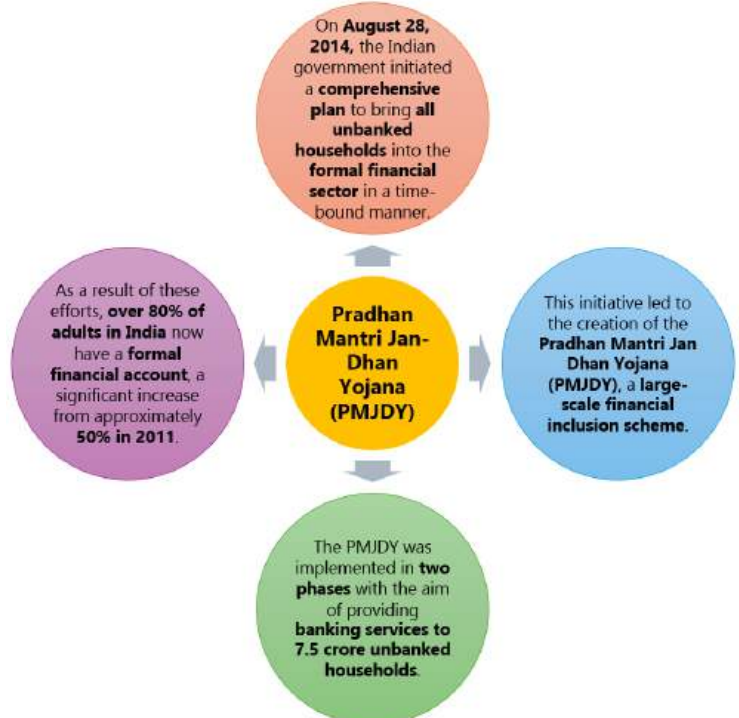 On August 28,
2014, the Indian
government initiated
a comprehensive
plan to bring all
unbanked
households into the
formal financial
sector in a time-
bound manner.
As a result of these
efforts, over 80% of
adults in India now
have a formal
financial account, a
significant increase
from approximately
50% in 2011.
Pradhan
Mantri Jan-
Dhan
Yojana
(PMJDY)
This initiative led to
the creation of the
Pradhan Mantri Jan
Dhan Yojana
(PMJDY), a large-
scale financial
inclusion scheme.
The PMJDY was
implemented in two
phases with the aim
of providing
banking services to
7.5 crore unbanked
households.